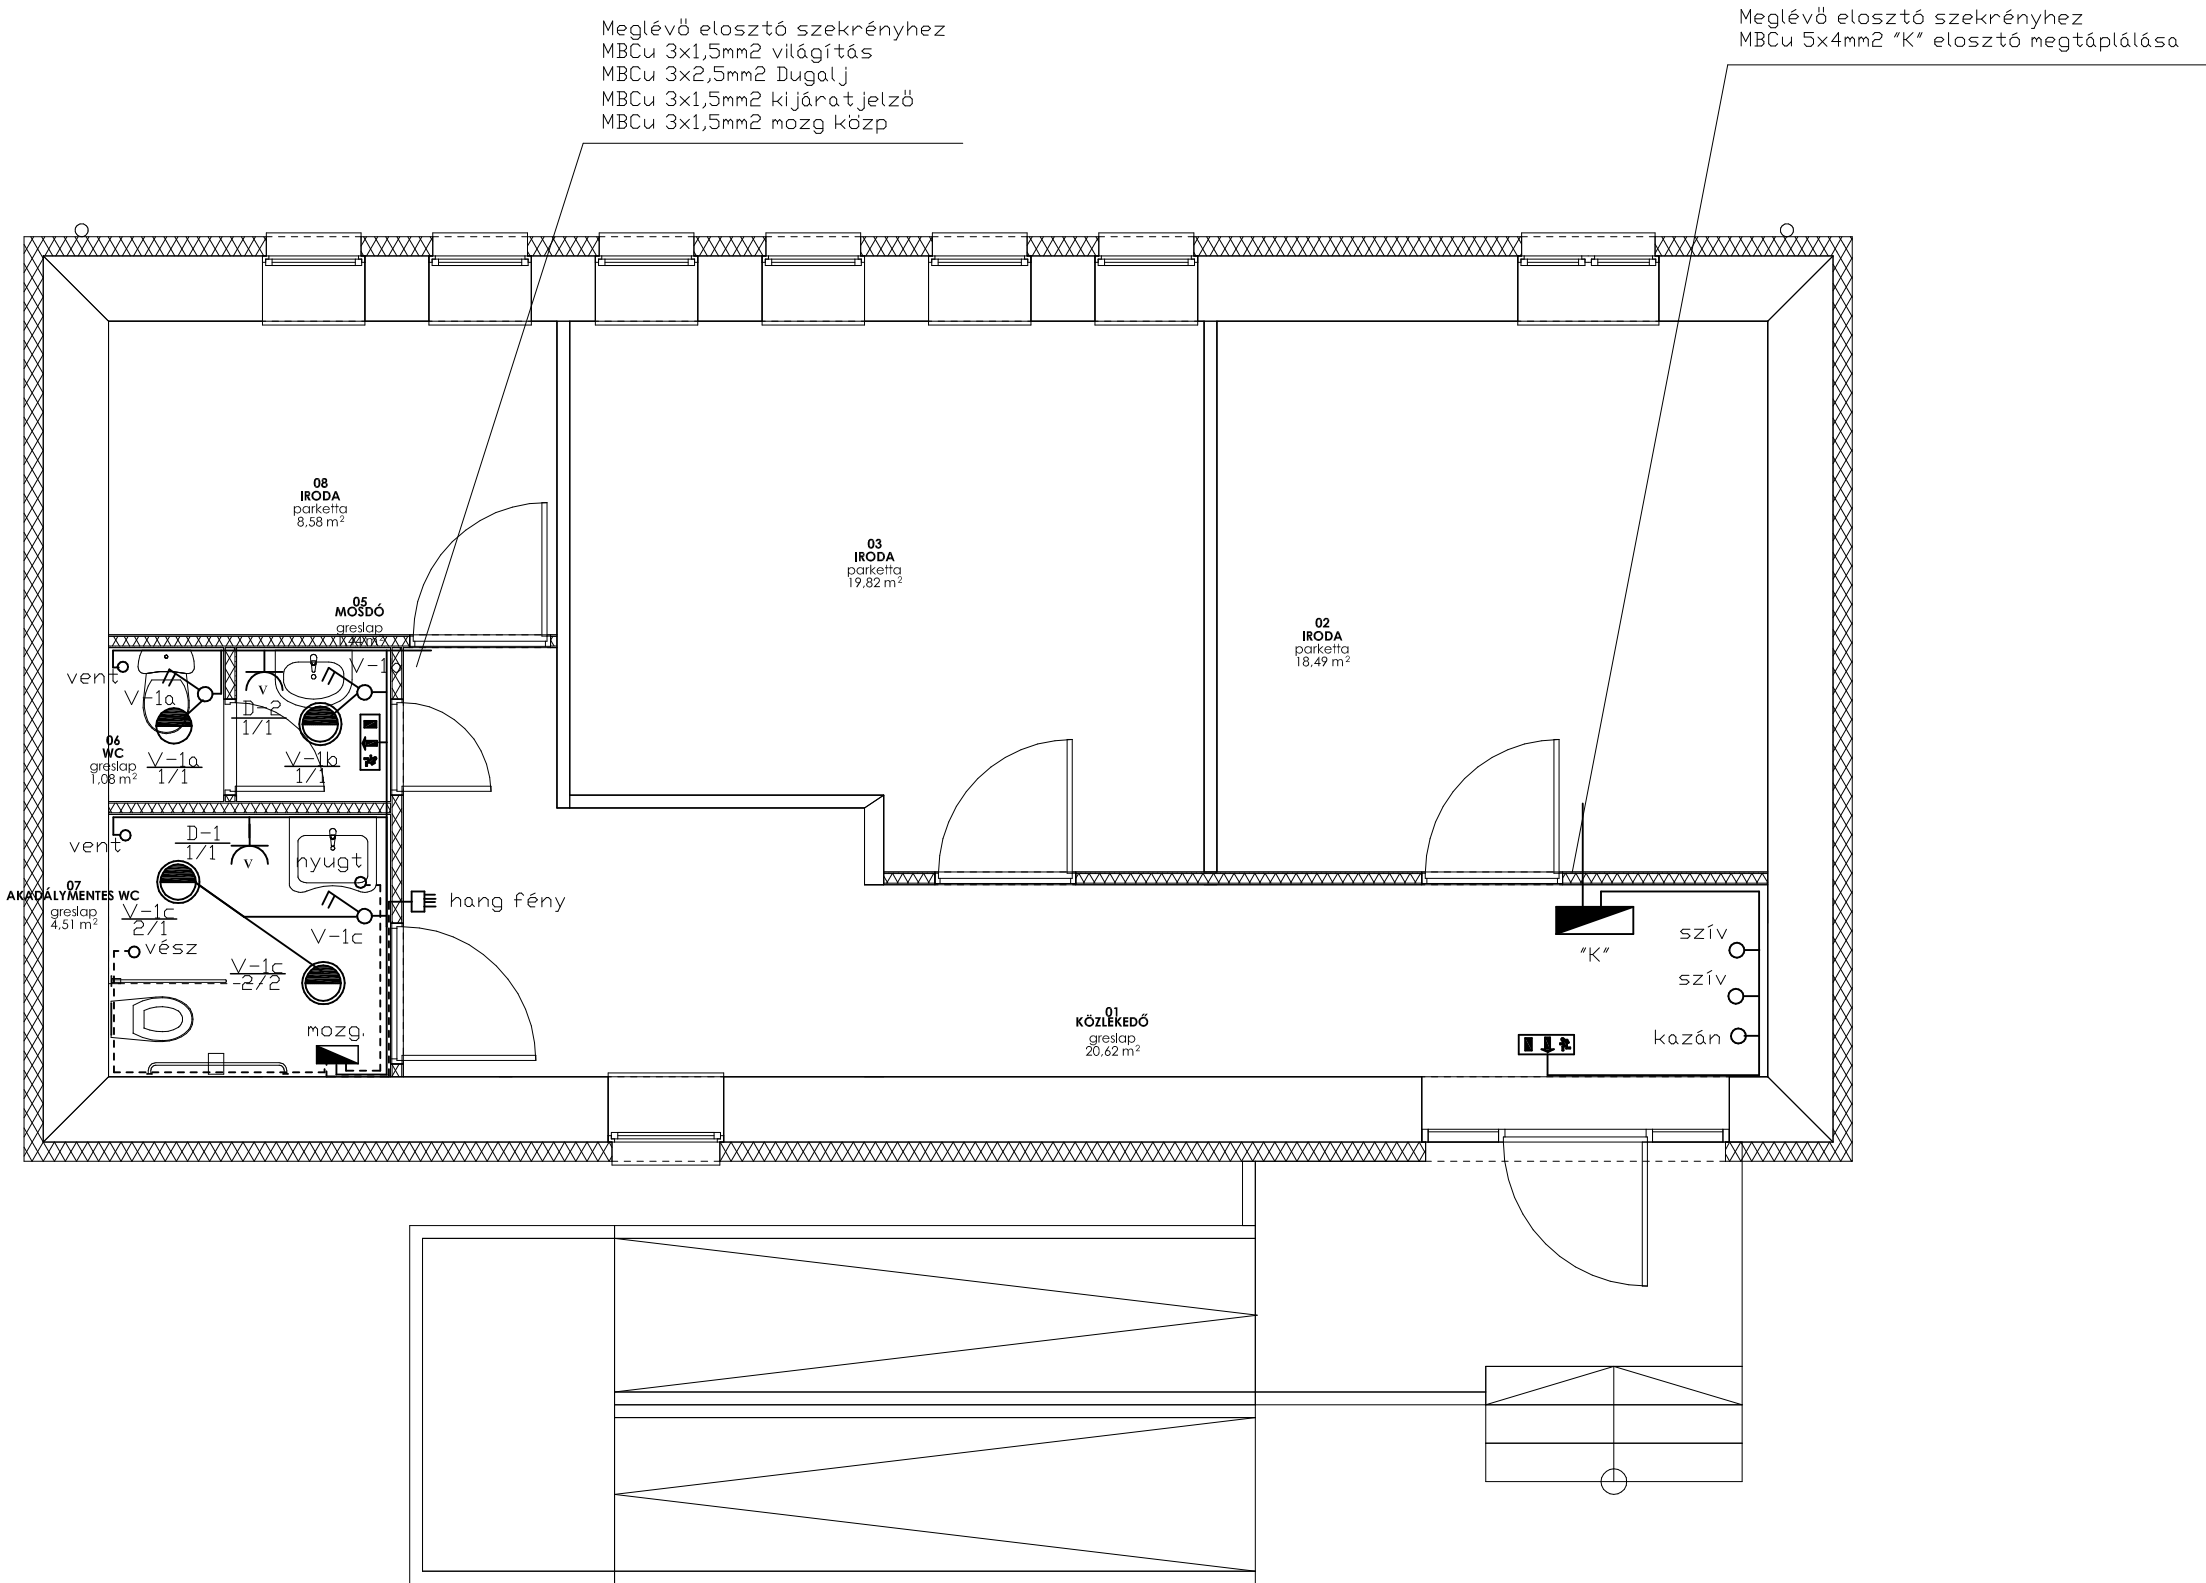 Meglévő elosztó szekrényhez
MBCu 3x1,5mm2 világítás
MBCu 3x2,5mm2 Dugalj
MBCu 3x1,5mm2 kijáratjelző
MBCu 3x1,5mm2 mozg közp
Meglévő elosztó szekrényhez
MBCu 5x4mm2 "K" elosztó megtáplálása
08
IRODA
parketta
8,58 m²
03
IRODA
parketta
19,82 m²
02
IRODA
parketta
18,49 m²
05
MOSDÓ
greslap
vent
V-1a
V
D-2
1/1
V-1
06
WC
greslap
1,08 m²
V-1a
1/1
V-1b
1/1
vent
D-1
1/1
V
nyugt
07
AKADÁLYMENTES WC
greslap
4,51 m²
V-1c
2/1
V-1c
hang fény
vész
V-1c
2/2
mozg.
"K"
szív
szív
kazán
01
KÖZLEKEDŐ
greslap
20,62 m²